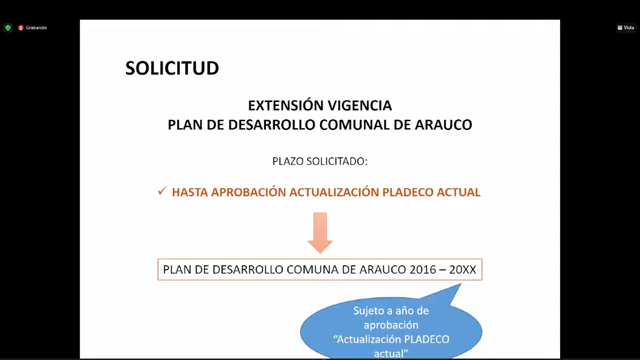 Grabando
Vista
SOLICITUD
EXTENSIÓN VIGENCIA
PLAN DE DESARROLLO COMUNAL DE ARAUCO
PLAZO SOLICITADO:
✓ HASTA APROBACIÓN ACTUALIZACIÓN PLADECO ACTUAL
PLAN DE DESARROLLO COMUNA DE ARAUCO 2016 – 20XX
Sujeto a año de
aprobación
“Actualización PLADECO
actual”